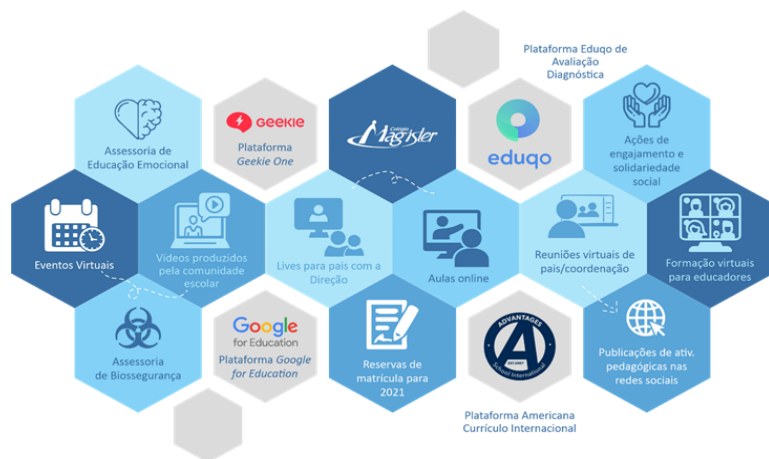 Plataforma Eduqo de
Avaliação
Diagnóstica
Assessoria de
Educação Emocional
GEEKIE
Plataforma
Geekie One
Colégio
Magister
eduqo
Ações de
engajamento e
solidariedade
social
Eventos Virtuais
Vídeos produzidos
pela comunidade
escolar
Lives para pais com a
Direção
Aulas online
Reuniões virtuais de
pais/coordenação
Formação virtuais
para educadores
Assessoria
de Biossegurança
Google
for Education
Plataforma Google
for Education
Reservas de
matrícula para
2021
ADVANTAGES
A
School International
Publicações de ativ.
pedagógicas nas
redes sociais
Plataforma Americana
Currículo Internacional